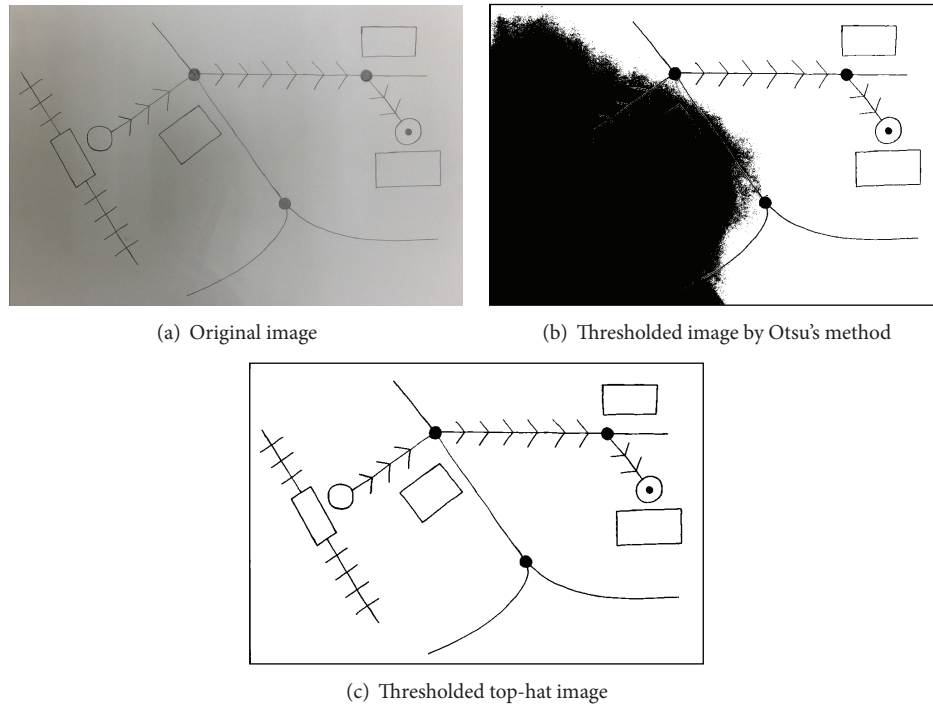 (a) Original image
(b) Thresholded image by Otsu's method
(c) Thresholded top-hat image